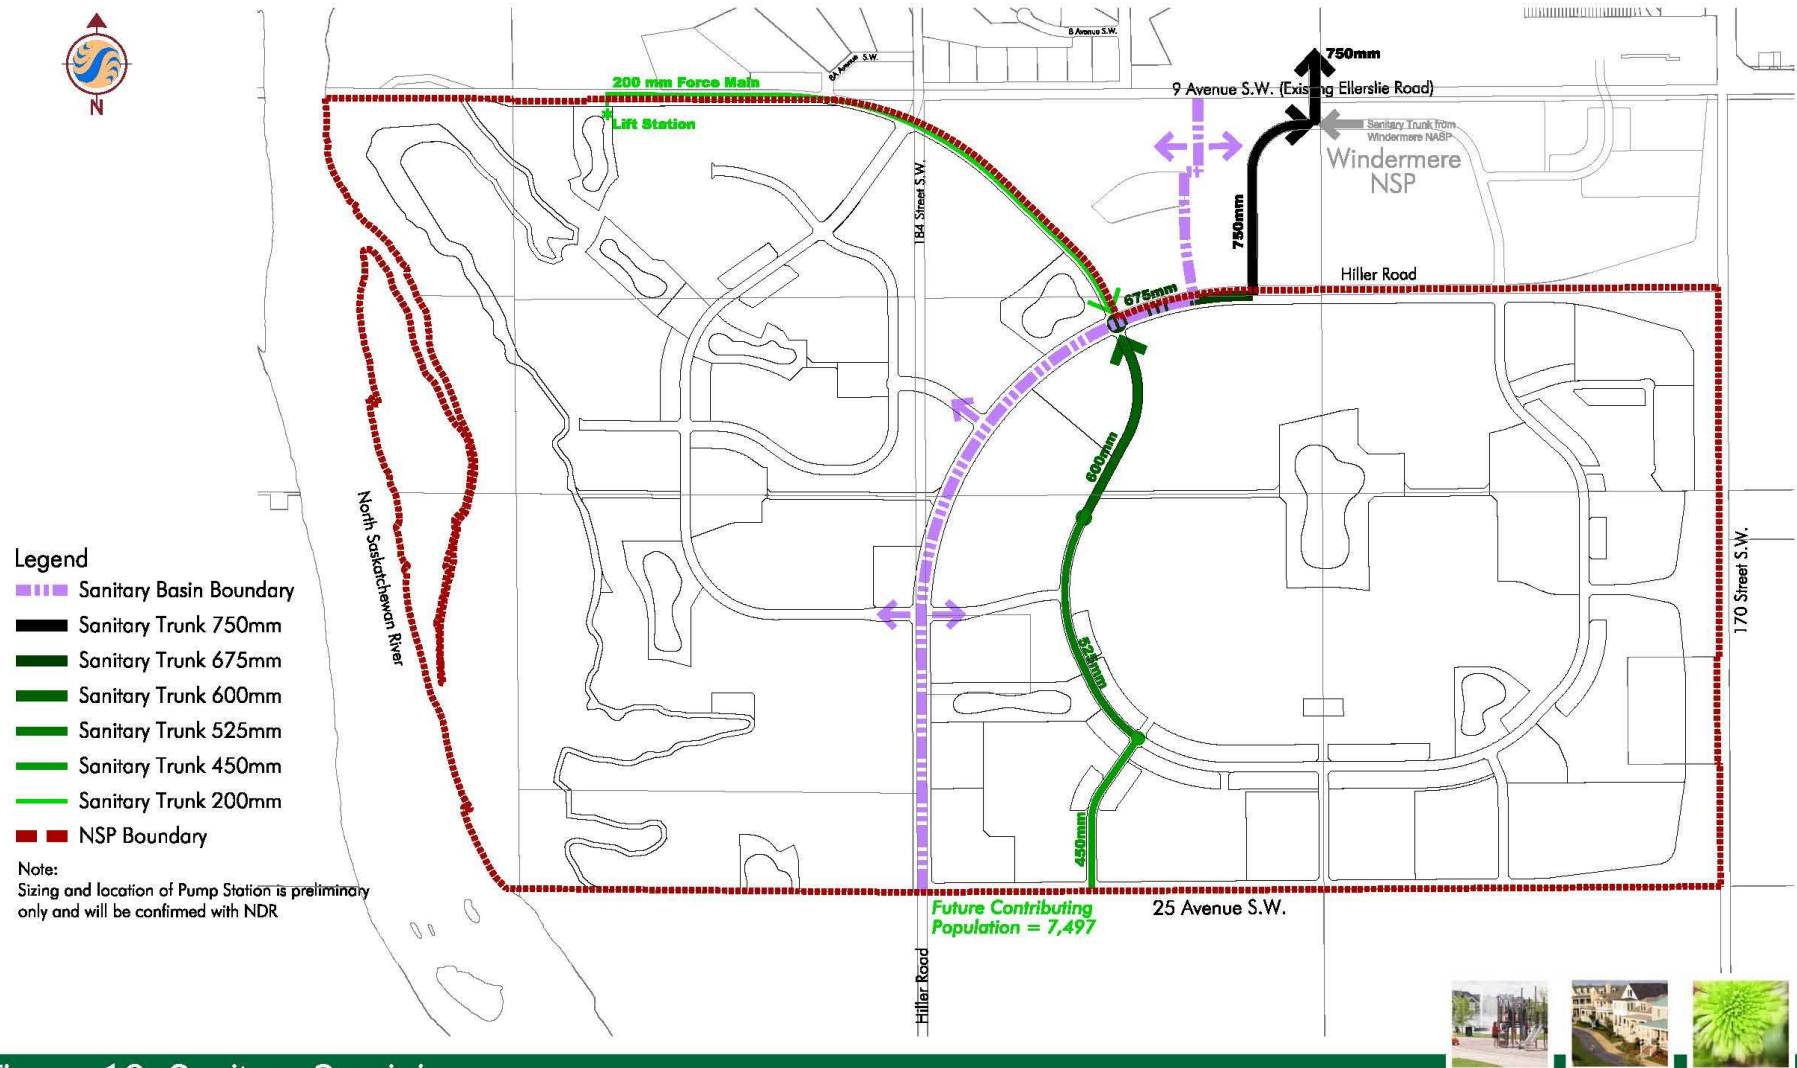 N
8A Avenue S.W.
8 Avenue S.W.
750mm
200 mm Force Main
9 Avenue S.W. (Existing Ellerslie Road)
Lift Station
Sanitary Trunk from
Windermere NASP
Windermere
NSP
184 Street S.W.
750mm
Hiller Road
675mm
600mm
North Saskatchewan River
170 Street S.W.
525mm
450mm
Legend
Sanitary Basin Boundary
Sanitary Trunk 750mm
Sanitary Trunk 675mm
Sanitary Trunk 600mm
Sanitary Trunk 525mm
Sanitary Trunk 450mm
Sanitary Trunk 200mm
NSP Boundary
Note:
Sizing and location of Pump Station is preliminary
only and will be confirmed with NDR
Future Contributing
Population = 7,497
25 Avenue S.W.
Hiller Road